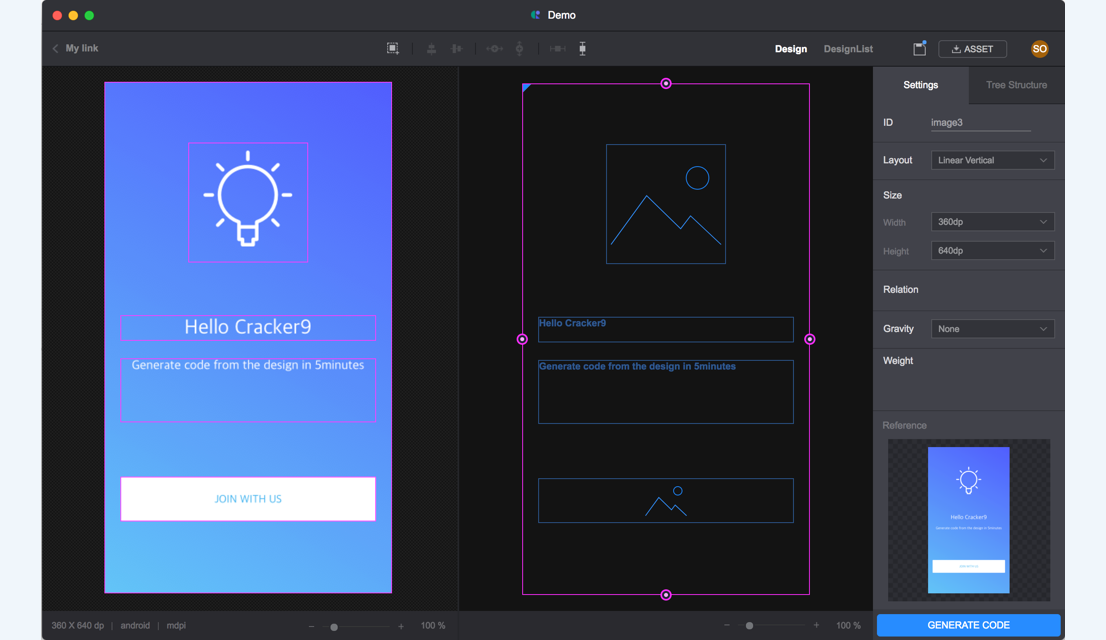 Demo
My link
Design
DesignList
ASSET
SO
Settings
Tree Structure
ID
image3
Layout
Linear Vertical
Size
Width
360dp
Height
640dp
Relation
Gravity
None
Weight
Reference
Hello Cracker9
Generate code from the design in 5minutes
JOIN WITH US
GENERATE CODE
Hello Cracker9
Generate code from the design in 5minutes
JOIN WITH US
Hello Cracker9
Generate code from the design in 5minutes
360 X 640 dp | android | mdpi
100 %
100 %